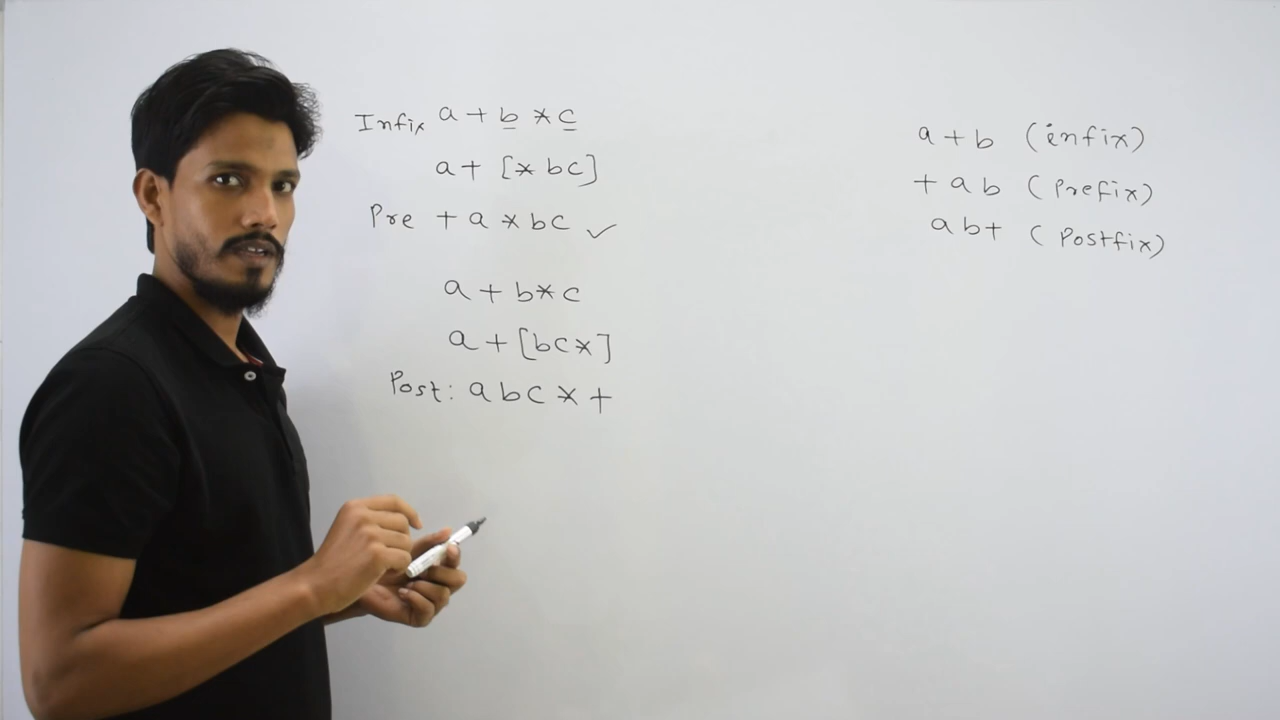 Infix a + b * c
a + [* b c]
Pre + a * b c ✓
a + b * c
a + [b c *]
Post: a b c * +
a + b (infix)
+ a b (Prefix)
a b + (Postfix)